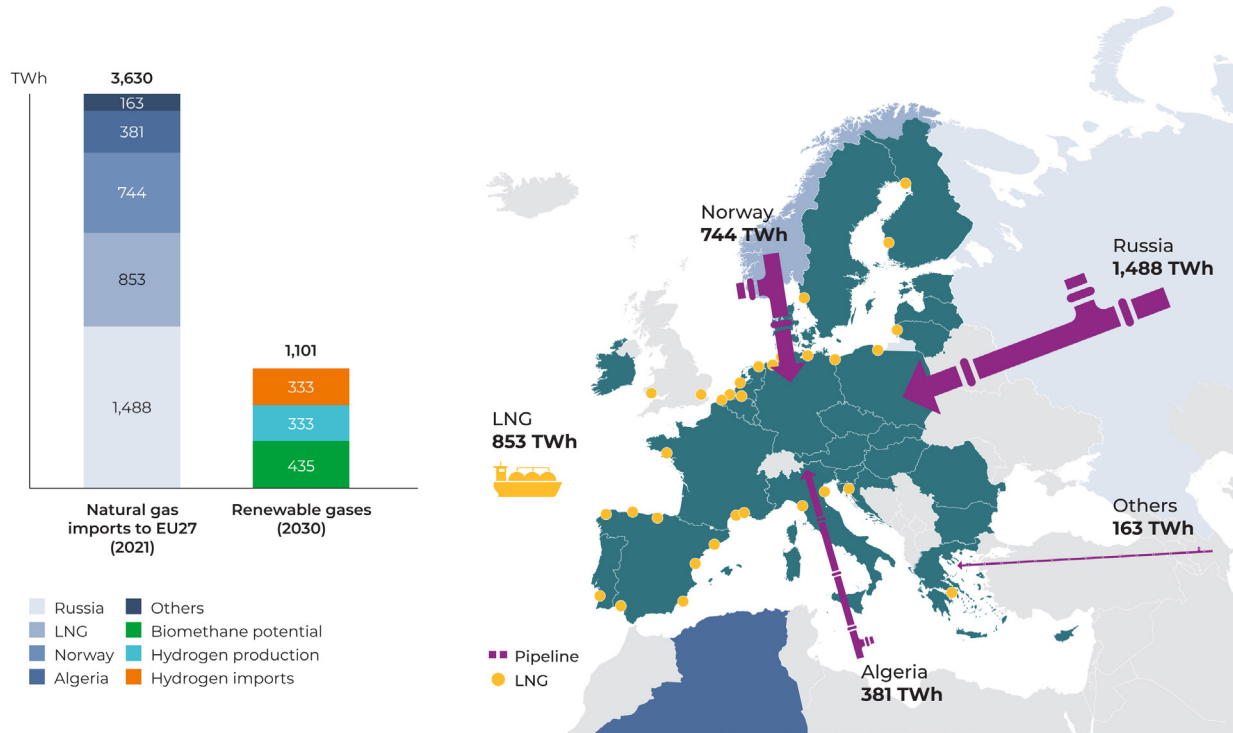 TWh
3,630
163
381
744
853
1,488
1,101
333
333
435
Natural gas
imports to EU27
(2021)
Renewable gases
(2030)
Russia
LNG
Norway
Algeria
Others
Biomethane potential
Hydrogen production
Hydrogen imports
Norway
744 TWh
Russia
1,488 TWh
LNG
853 TWh
Others
163 TWh
Algeria
381 TWh
Pipeline
LNG